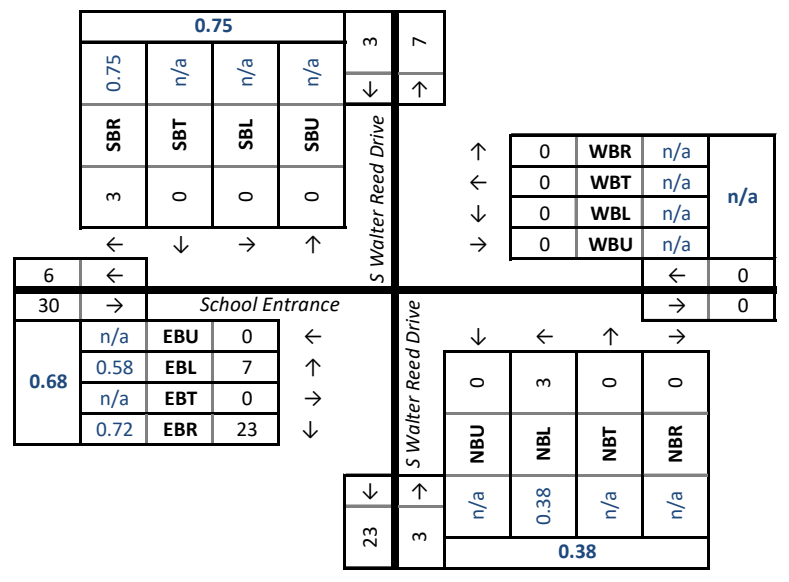 0.75
3
7
0.75 n/a n/a n/a
↓ ↑
SBR SBT SBL SBU
3 0 0 0
← ↓ → ↑
S Walter Reed Drive
↑ 0 WBR n/a
← 0 WBT n/a
↓ 0 WBL n/a
→ 0 WBU n/a
n/a
6 ←
← 0
30 → School Entrance
→ 0
0.68
n/a EBU 0 ←
0.58 EBL 7 ↑
n/a EBT 0 →
0.72 EBR 23 ↓
S Walter Reed Drive
↓ ← ↑ →
0 3 0 0
NBU NBL NBT NBR
n/a 0.38 n/a n/a
↓ ↑
23 3
0.38